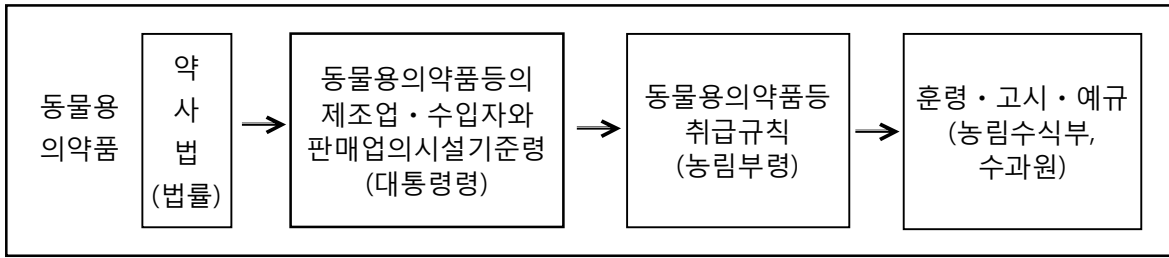 동물용
의약품
약
사
법
(법률)
동물용의약품등의
제조업・수입자와
판매업의시설기준령
(대통령령)
동물용의약품등
취급규칙
(농림부령)
훈령・고시・예규
(농림수식부,
수과원)